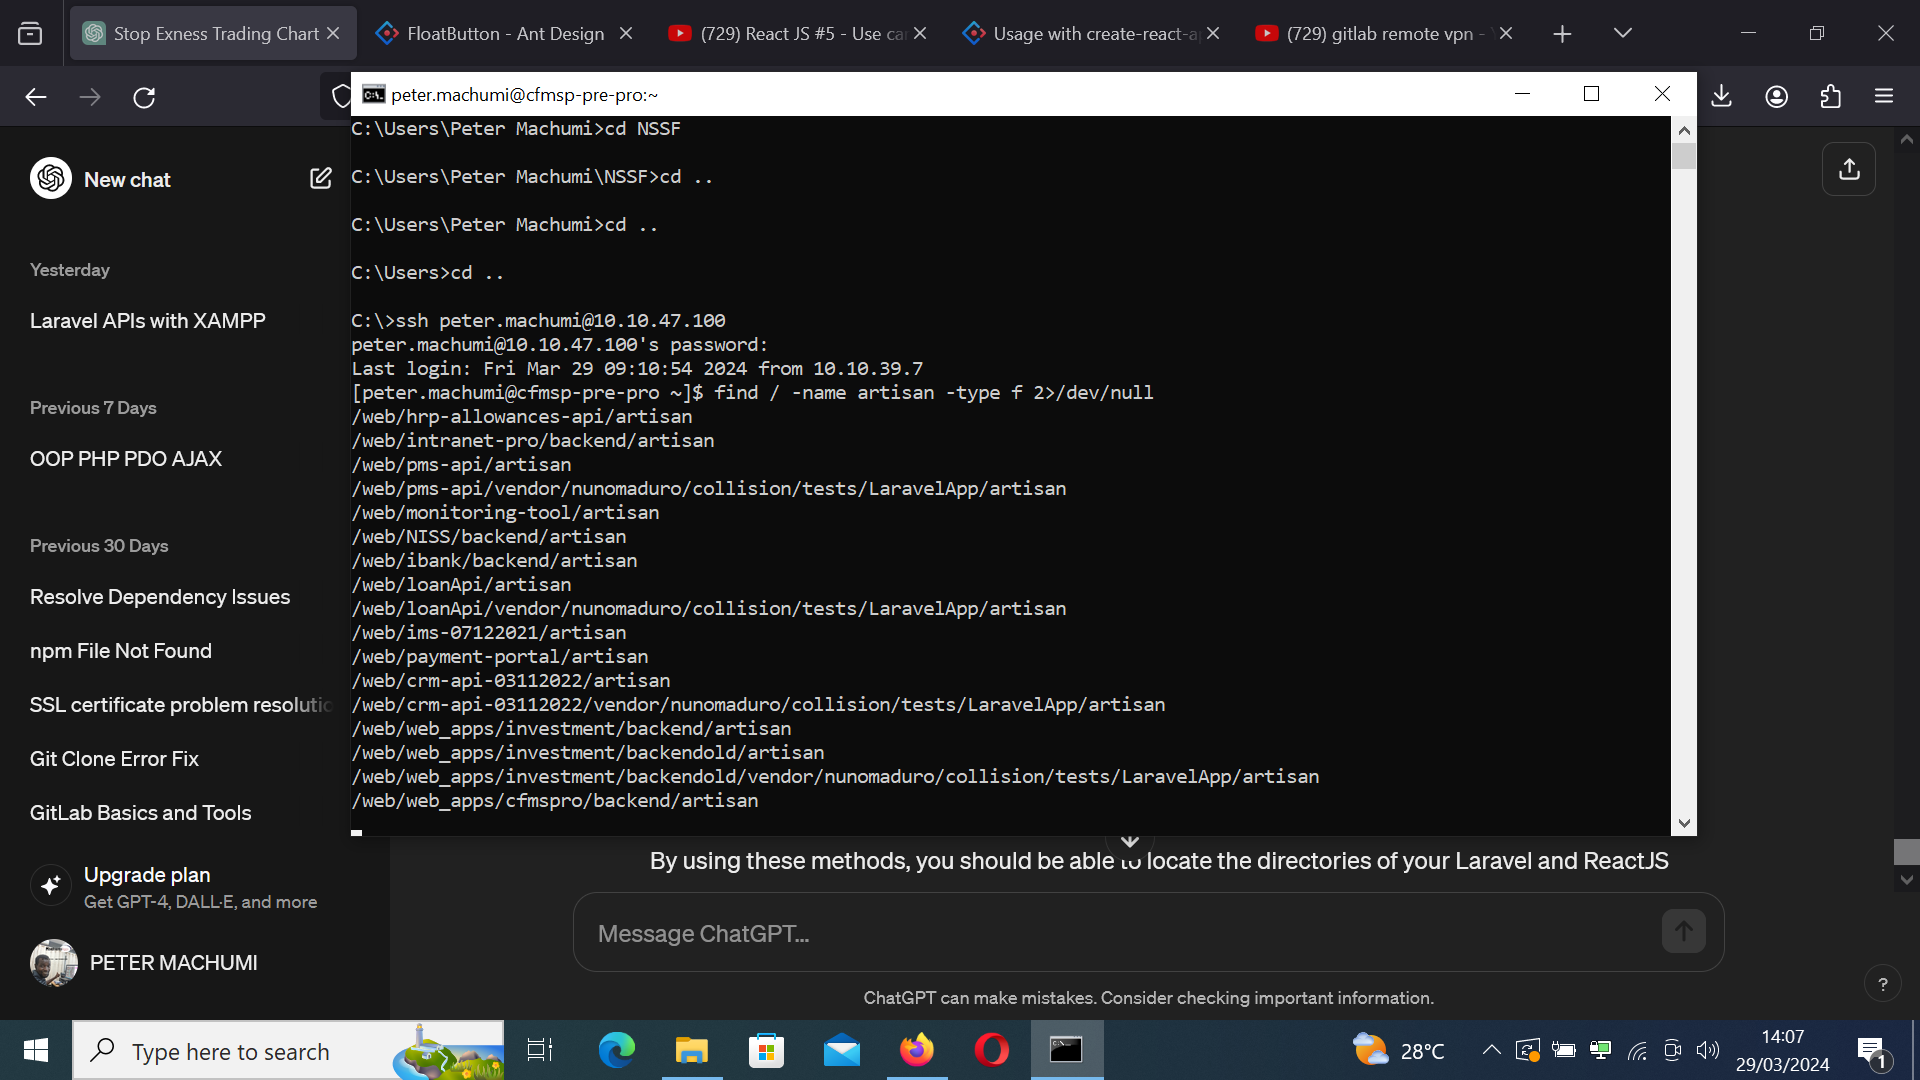 Stop Exness Trading Chart
FloatButton - Ant Design
(729) React JS #5 - Use ca
Usage with create-react-a
(729) gitlab remote vpn -
peter.machumi@cfmsp-pre-pro:~
C:\Users\Peter Machumi>cd NSSF
C:\Users\Peter Machumi\NSSF>cd ..
C:\Users\Peter Machumi>cd ..
C:\Users>cd ..
C:\>ssh peter.machumi@10.10.47.100
peter.machumi@10.10.47.100's password:
Last login: Fri Mar 29 09:10:54 2024 from 10.10.39.7
[peter.machumi@cfmsp-pre-pro ~]$ find / -name artisan -type f 2>/dev/null
/web/hrp-allowances-api/artisan
/web/intranet-pro/backend/artisan
/web/pms-api/artisan
/web/pms-api/vendor/nunomaduro/collision/tests/LaravelApp/artisan
/web/monitoring-tool/artisan
/web/NISS/backend/artisan
/web/ibank/backend/artisan
/web/loanApi/artisan
/web/loanApi/vendor/nunomaduro/collision/tests/LaravelApp/artisan
/web/ims-07122021/artisan
/web/payment-portal/artisan
/web/crm-api-03112022/artisan
/web/crm-api-03112022/vendor/nunomaduro/collision/tests/LaravelApp/artisan
/web/web_apps/investment/backend/artisan
/web/web_apps/investment/backendold/artisan
/web/web_apps/investment/backendold/vendor/nunomaduro/collision/tests/LaravelApp/artisan
/web/web_apps/cfmspro/backend/artisan
New chat
Yesterday
Laravel APIs with XAMPP
Previous 7 Days
OOP PHP PDO AJAX
Previous 30 Days
Resolve Dependency Issues
npm File Not Found
SSL certificate problem resolutio
Git Clone Error Fix
GitLab Basics and Tools
Upgrade plan
Get GPT-4, DALL·E, and more
PETER MACHUMI
By using these methods, you should be able to locate the directories of your Laravel and ReactJS
Message ChatGPT...
ChatGPT can make mistakes. Consider checking important information.
?
Type here to search
28°C
14:07
29/03/2024
1